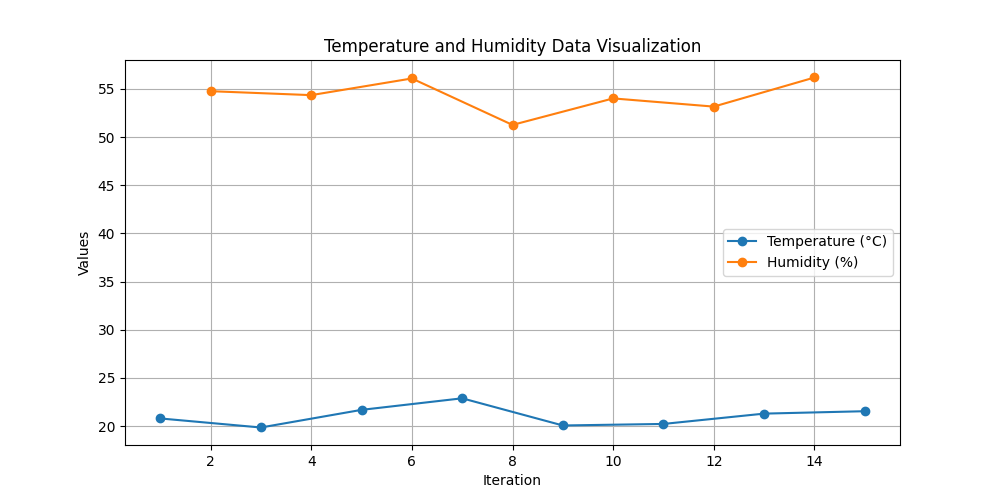 Temperature and Humidity Data Visualization
55
50
45
40
35
30
25
20
Values
Temperature (°C)
Humidity (%)
2 4 6 8 10 12 14
Iteration